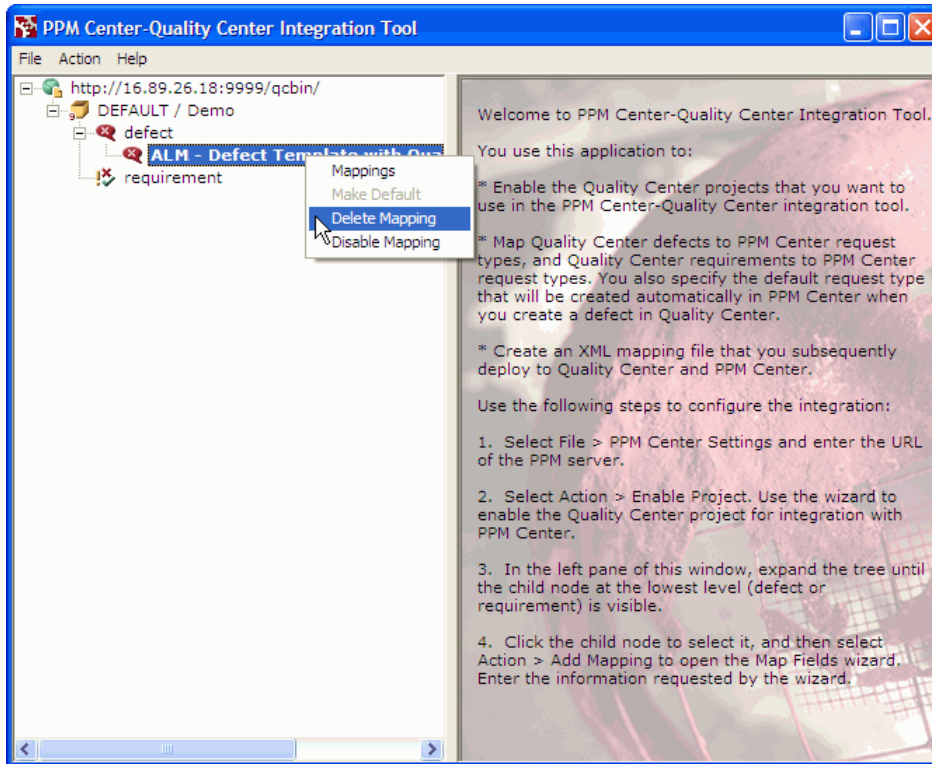 PPM Center-Quality Center Integration Tool
File Action Help
http://16.89.26.18:9999/qcbin/
DEFAULT / Demo
defect
ALM - Defect Template with Qua
requirement
Mappings
Make Default
Delete Mapping
Disable Mapping
Welcome to PPM Center-Quality Center Integration Tool.
You use this application to:
* Enable the Quality Center projects that you want to
use in the PPM Center-Quality Center integration tool.
* Map Quality Center defects to PPM Center request
types, and Quality Center requirements to PPM Center
request types. You also specify the default request type
that will be created automatically in PPM Center when
you create a defect in Quality Center.
* Create an XML mapping file that you subsequently
deploy to Quality Center and PPM Center.
Use the following steps to configure the integration:
1. Select File > PPM Center Settings and enter the URL
of the PPM server.
2. Select Action > Enable Project. Use the wizard to
enable the Quality Center project for integration with
PPM Center.
3. In the left pane of this window, expand the tree until
the child node at the lowest level (defect or
requirement) is visible.
4. Click the child node to select it, and then select
Action > Add Mapping to open the Map Fields wizard.
Enter the information requested by the wizard.